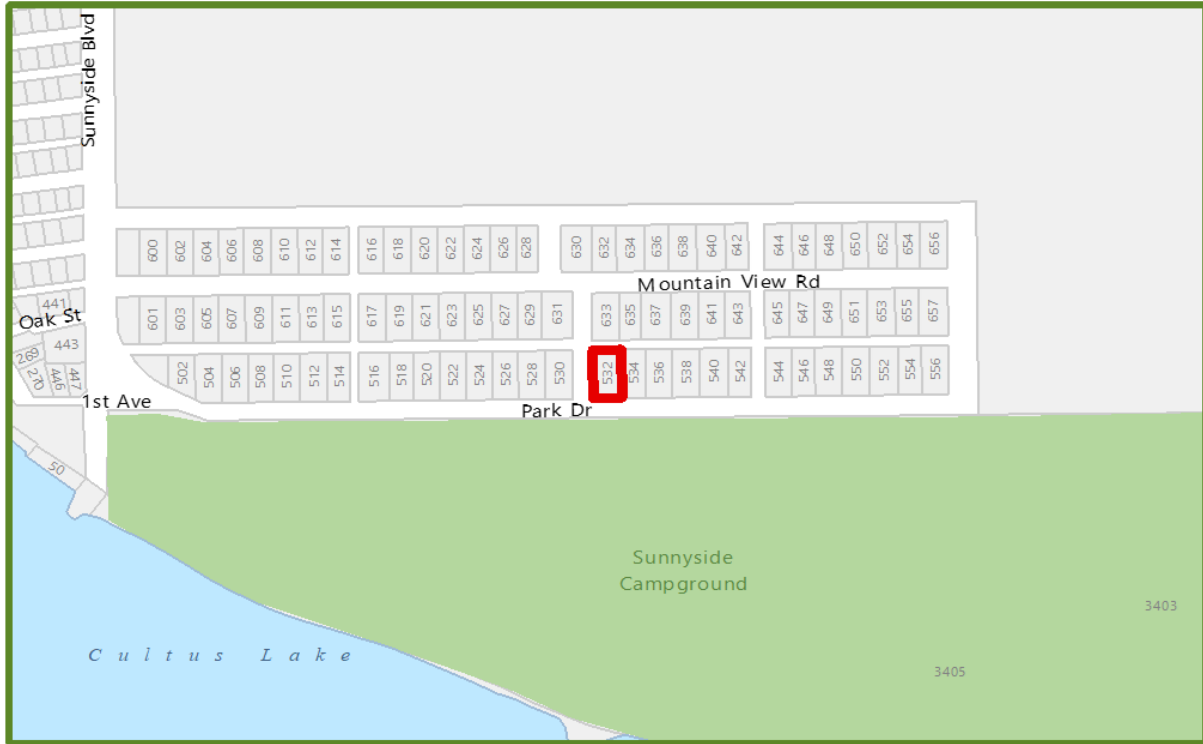 Sunnyside Blvd
600 602 604 606 608 610 612 614 616 618 620 622 624 626 628 630 632 634 636 638 640 642 644 646 648 650 652 654 656
Mountain View Rd
441
Oak St
601 603 605 607 609 611 613 615 617 619 621 623 625 627 629 631 633 635 637 639 641 643 645 647 649 651 653 655 657
443
269
270 446 447
502 504 506 508 510 512 514 516 518 520 522 524 526 528 530 532 534 536 538 540 542 544 546 548 550 552 554 556
1st Ave
Park Dr
50
Sunnyside
Campground
3403
Cultus Lake
3405